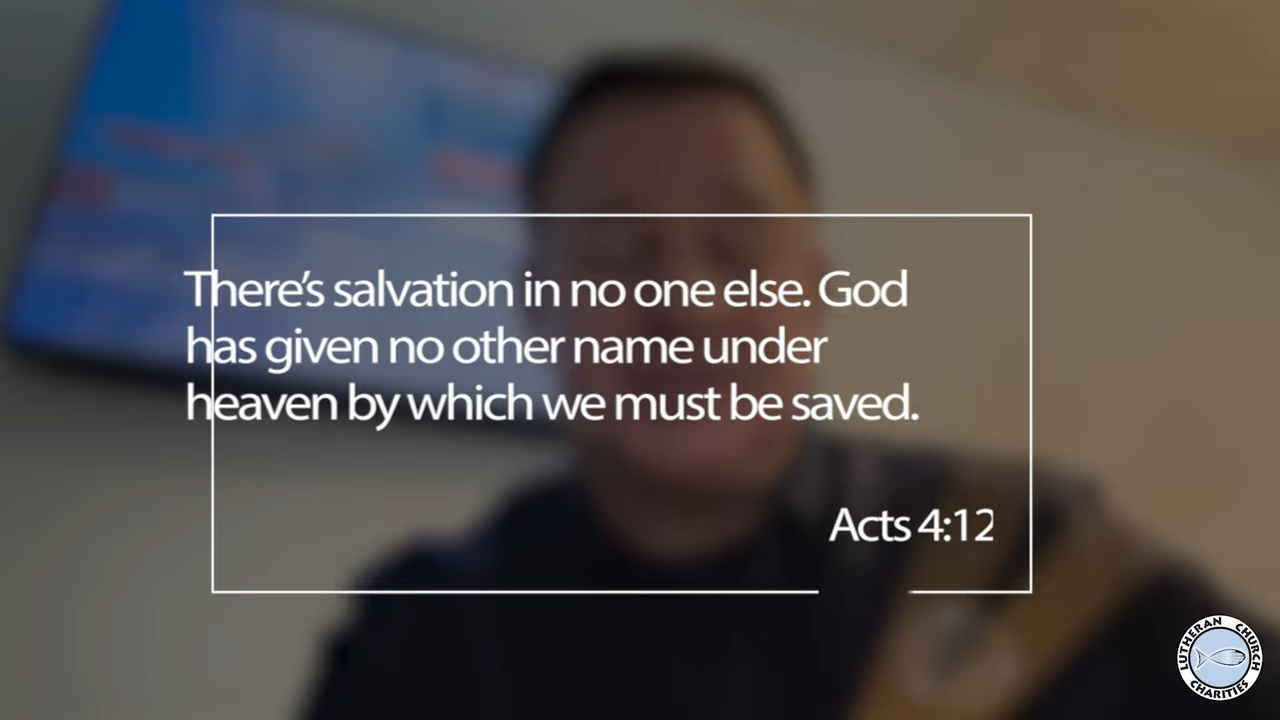 There's salvation in no one else. God
has given no other name under
heaven by which we must be saved.
Acts 4:12
LUTHERAN CHURCH
CHARITIES